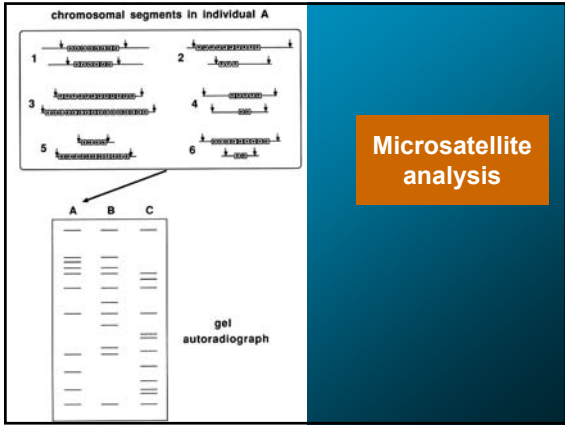 chromosomal segments in individual A
1
2
3
4
5
6
A B C
gel
autoradiograph
Microsatellite
analysis